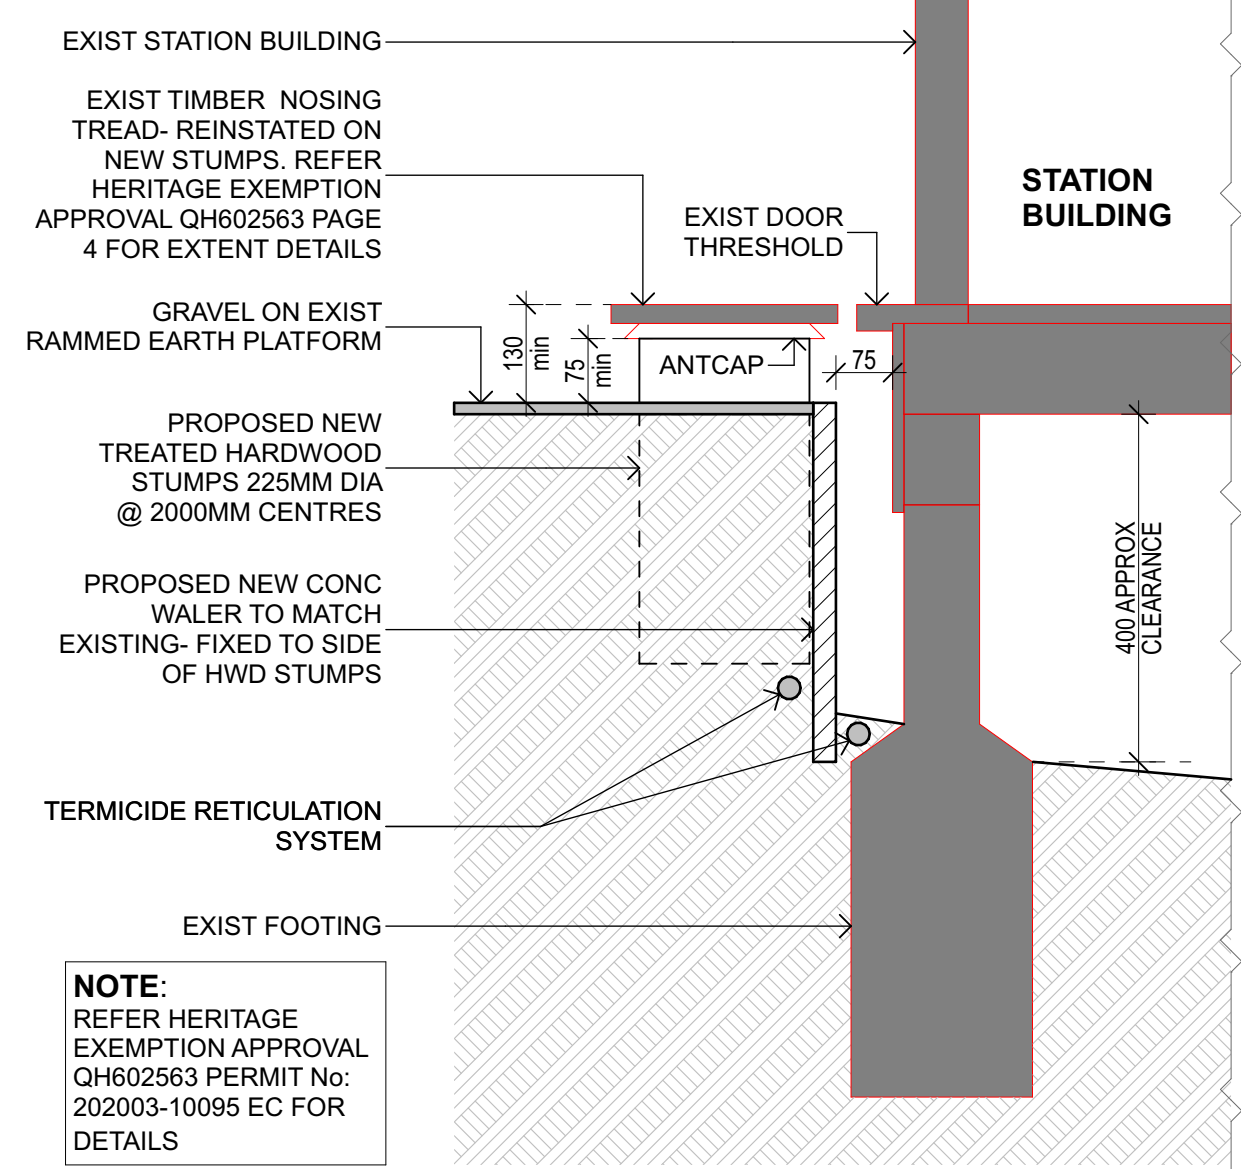 EXIST STATION BUILDING
EXIST TIMBER NOSING
TREAD- REINSTATED ON
NEW STUMPS. REFER
HERITAGE EXEMPTION
APPROVAL QH602563 PAGE
4 FOR EXTENT DETAILS
STATION
BUILDING
EXIST DOOR
THRESHOLD
GRAVEL ON EXIST
RAMMED EARTH PLATFORM
130
min
75
min
ANTCAP
75
PROPOSED NEW
TREATED HARDWOOD
STUMPS 225MM DIA
@ 2000MM CENTRES
PROPOSED NEW CONC
WALER TO MATCH
EXISTING- FIXED TO SIDE
OF HWD STUMPS
400 APPROX
CLEARANCE
TERMICIDE RETICULATION
SYSTEM
EXIST FOOTING
NOTE:
REFER HERITAGE
EXEMPTION APPROVAL
QH602563 PERMIT No:
202003-10095 EC FOR
DETAILS